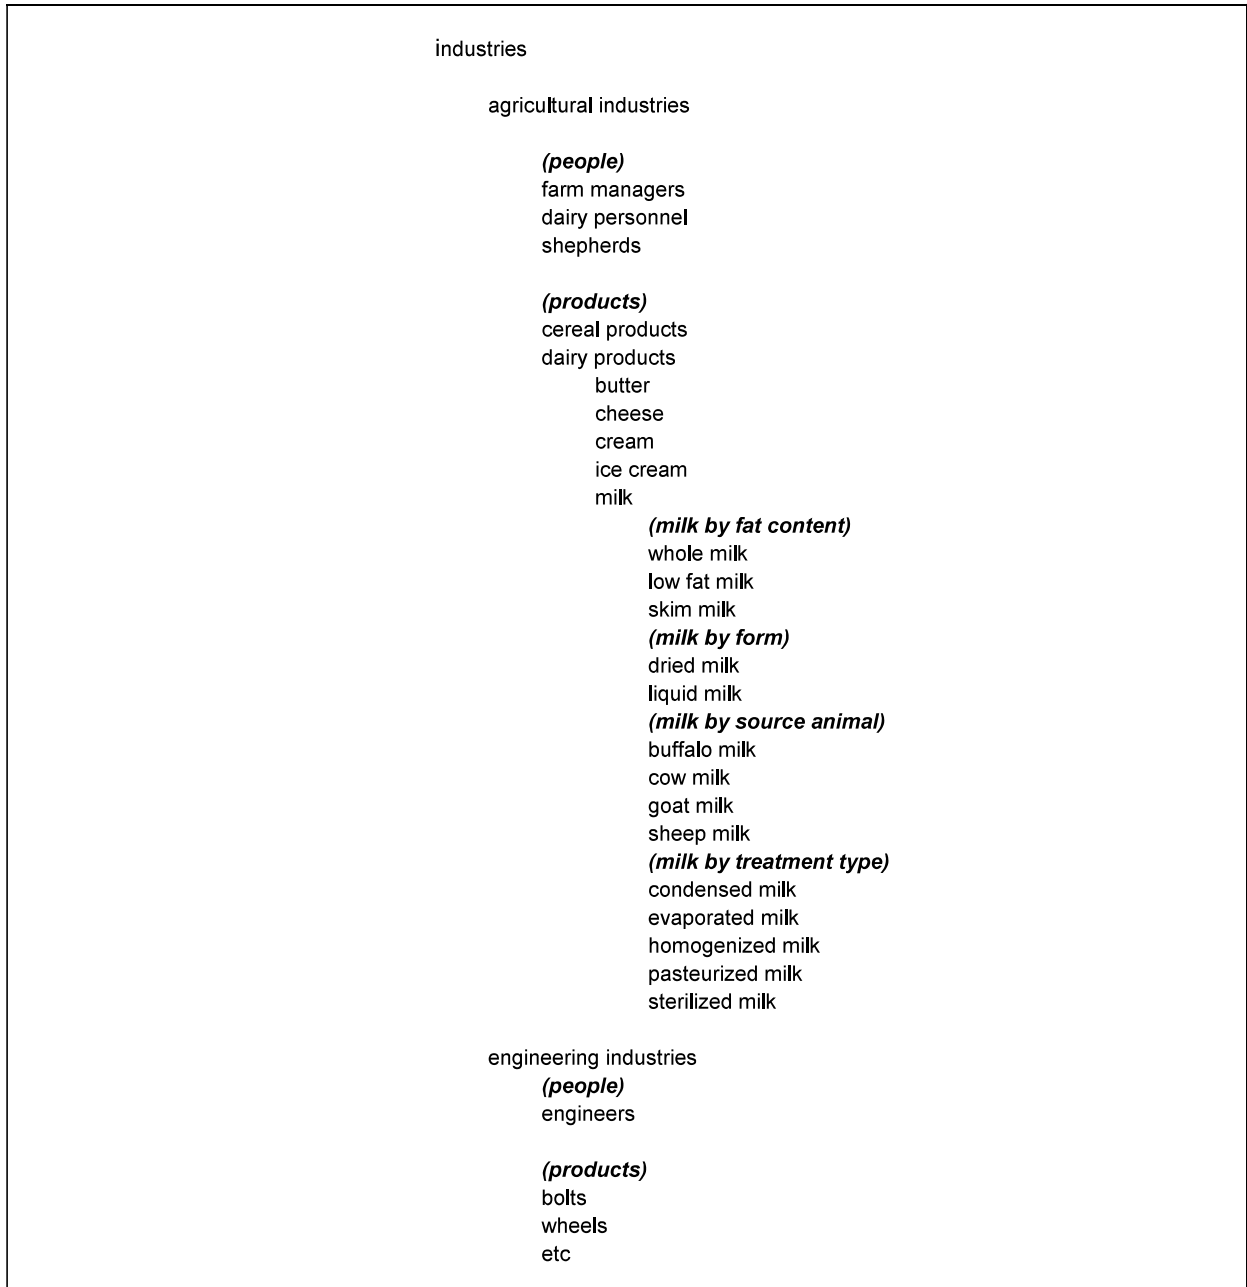 industries
agricultural industries
(people)
farm managers
dairy personnel
shepherds
(products)
cereal products
dairy products
butter
cheese
cream
ice cream
milk
(milk by fat content)
whole milk
low fat milk
skim milk
(milk by form)
dried milk
liquid milk
(milk by source animal)
buffalo milk
cow milk
goat milk
sheep milk
(milk by treatment type)
condensed milk
evaporated milk
homogenized milk
pasteurized milk
sterilized milk
engineering industries
(people)
engineers
(products)
bolts
wheels
etc